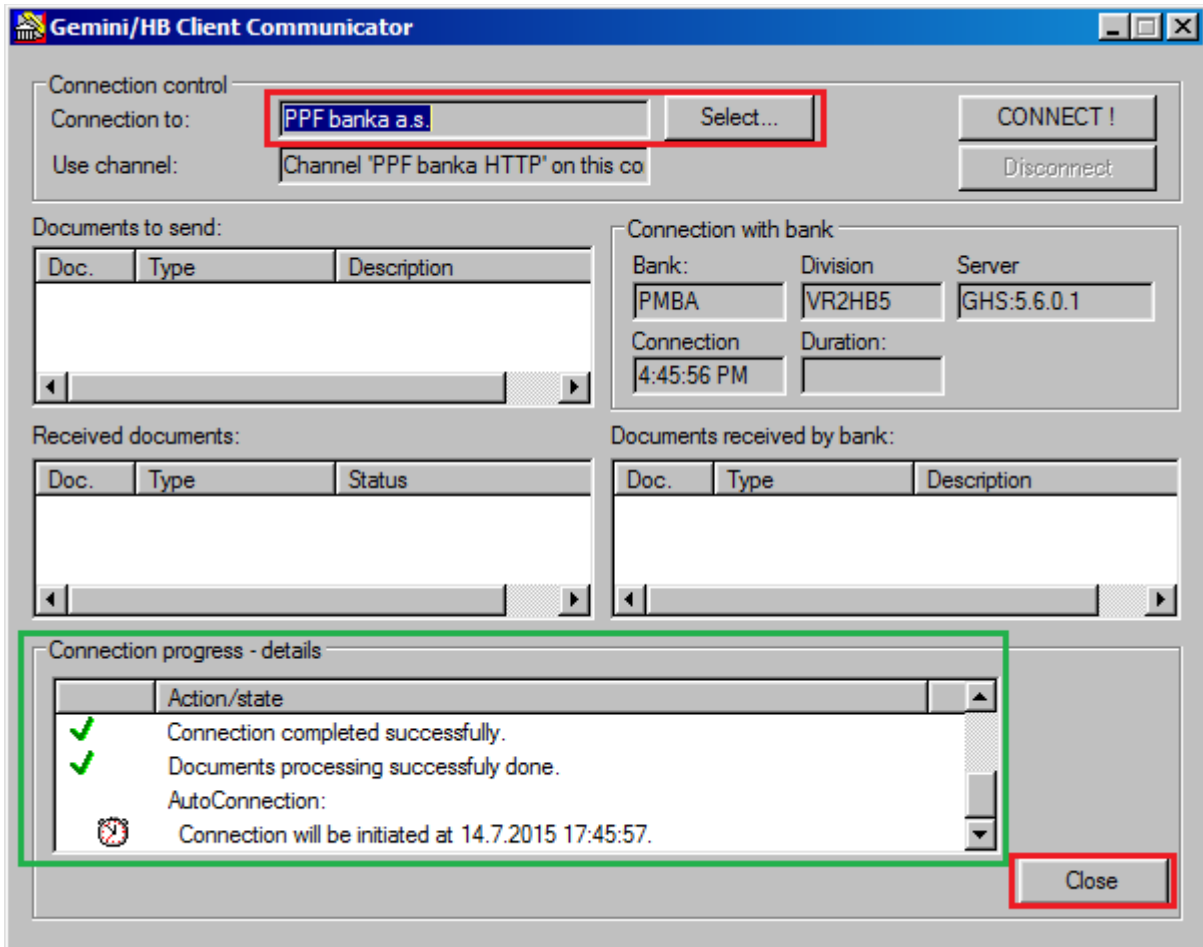 Gemini/HB Client Communicator
Connection control
Connection to:
PPF banka a.s.
Select...
CONNECT !
Use channel:
Channel "PPF banka HTTP" on this co
Disconnect
Documents to send:
Doc. Type Description
Connection with bank
Bank: Division Server
PMBA VR2HB5 GHS:5.6.0.1
Connection Duration:
4:45:56 PM
Received documents:
Doc. Type Status
Documents received by bank:
Doc. Type Description
Connection progress - details
Action/state
Connection completed successfully.
Documents processing successfuly done.
AutoConnection:
Connection will be initiated at 14.7.2015 17:45:57.
Close